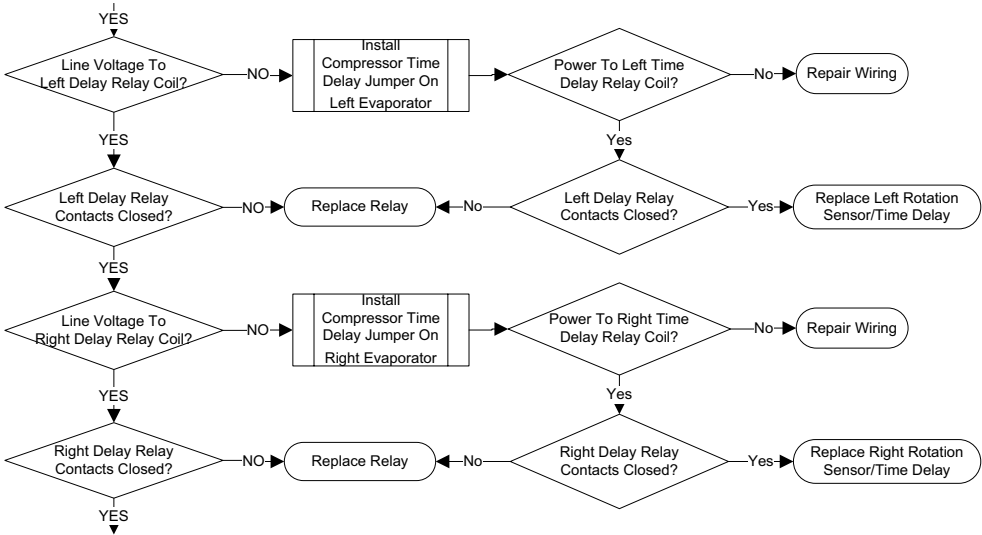 YES
Line Voltage To
Left Delay Relay Coil?
NO
Install
Compressor Time
Delay Jumper On
Left Evaporator
Power To Left Time
Delay Relay Coil?
No
Repair Wiring
YES
Yes
Left Delay Relay
Contacts Closed?
NO
Replace Relay
No
Left Delay Relay
Contacts Closed?
Yes
Replace Left Rotation
Sensor/Time Delay
YES
Line Voltage To
Right Delay Relay Coil?
NO
Install
Compressor Time
Delay Jumper On
Right Evaporator
Power To Right Time
Delay Relay Coil?
No
Repair Wiring
YES
Yes
Right Delay Relay
Contacts Closed?
NO
Replace Relay
No
Right Delay Relay
Contacts Closed?
Yes
Replace Right Rotation
Sensor/Time Delay
YES